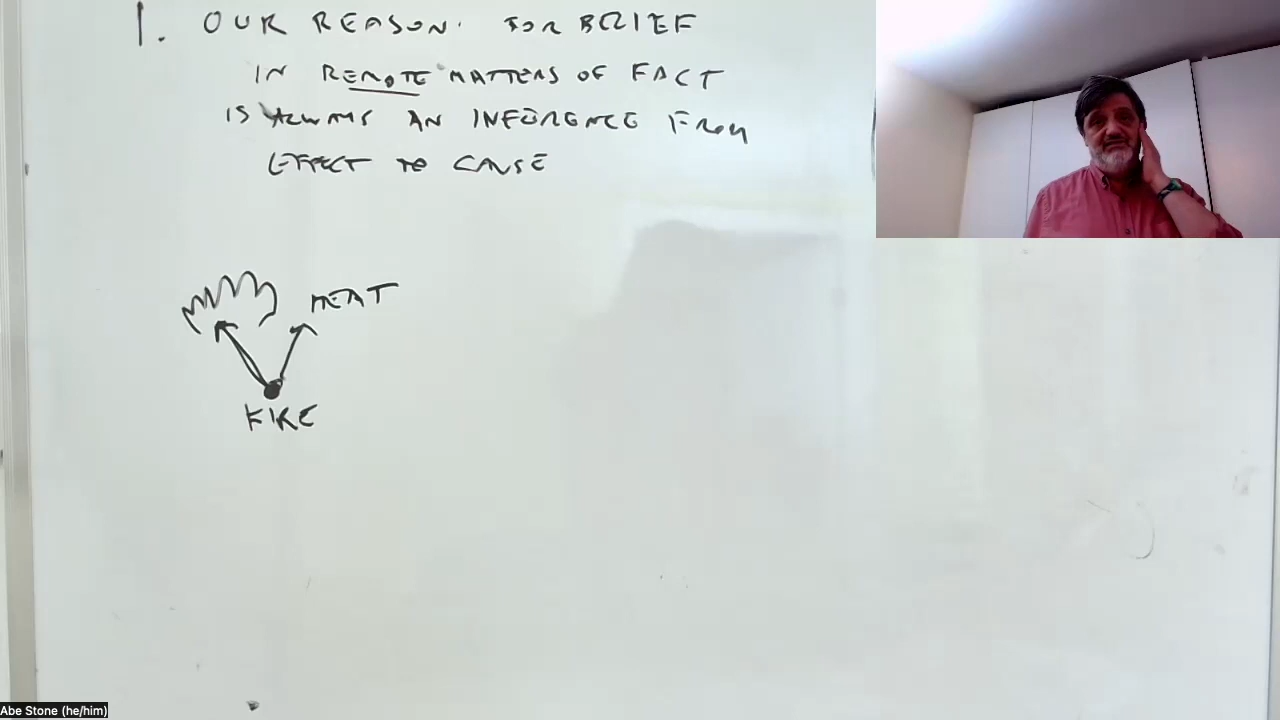 1. OUR REASON FOR BELIEF
IN REMOTE MATTERS OF FACT
IS ALWAYS AN INFERENCE FROM
EFFECT TO CAUSE
HEAT
FIRE
Abe Stone (he/him)